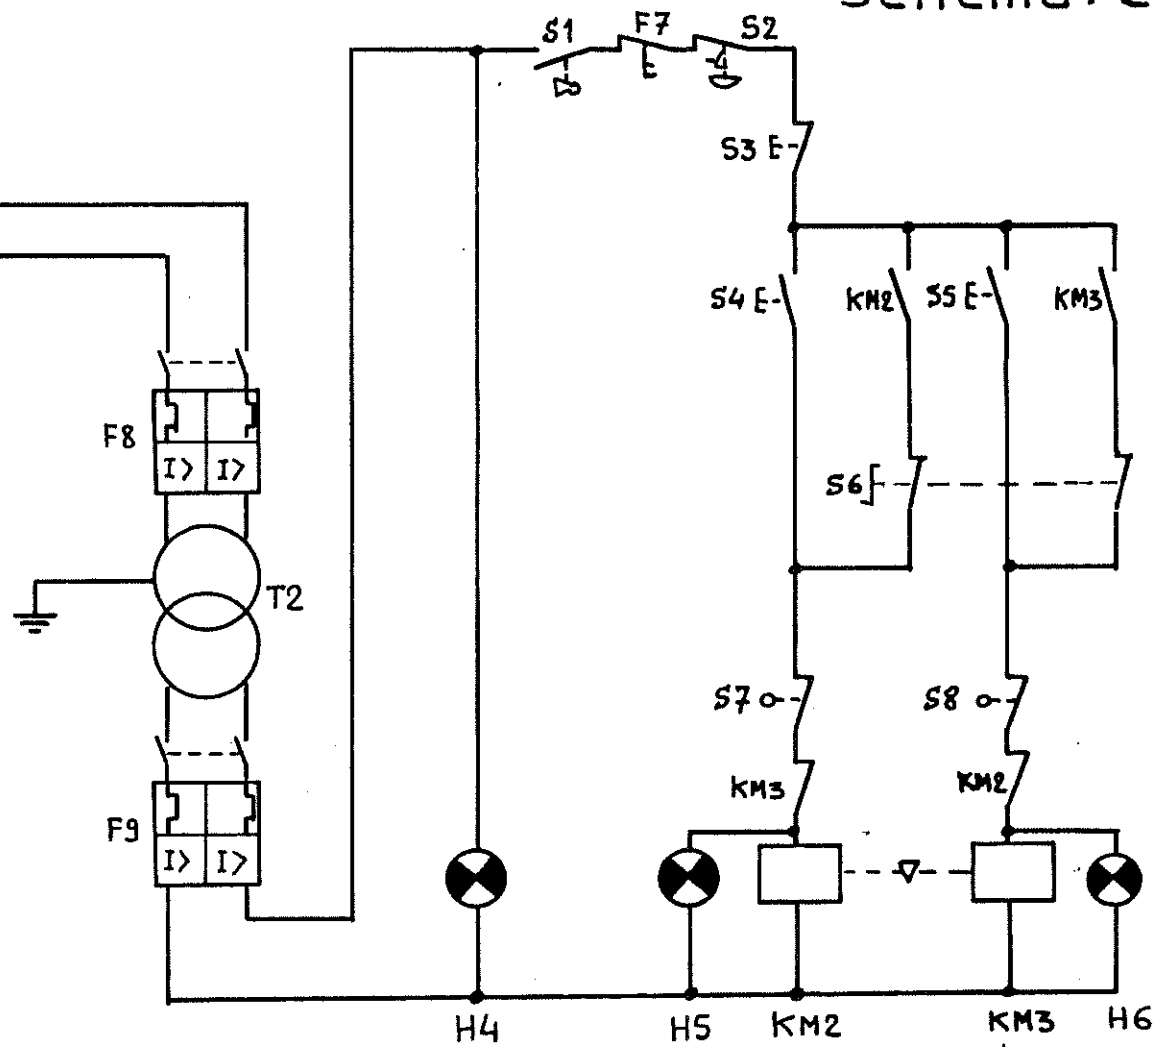 S1 F7 S2
S3
S4 KM2 S5 KM3
F8
I> I>
S6
T2
S7 S8
KM3 KM2
F9
I> I>
H4 H5 KM2 KM3 H6